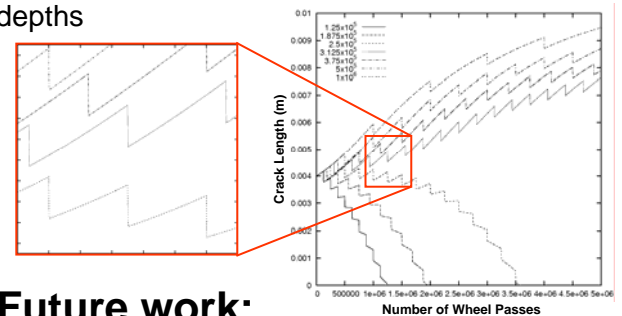 depths
0.01
0.009
0.008
0.007
0.006
0.005
0.004
0.003
0.002
0.001
0
Crack Length (m)
1.25x10⁵
1.875x10⁵
2.5x10⁵
3.125x10⁵
3.75x10⁵
5x10⁵
1x10⁶
0 500000 1e+06 1.5e+06 2e+06 2.5e+06 3e+06 3.5e+06 4e+06 4.5e+06 5e+06
Number of Wheel Passes
Future work: